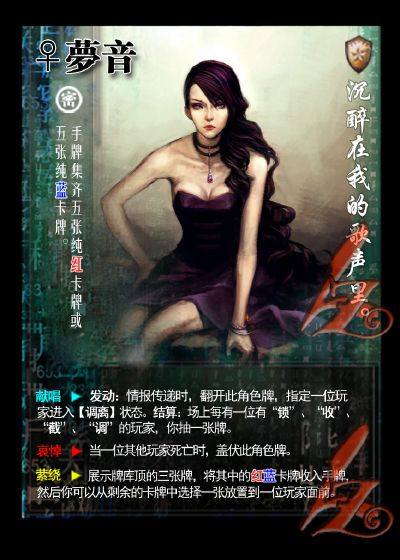 ♀夢音
密
手牌集齐五张纯红卡牌或
五张纯蓝卡牌。
沉醉在我的歌声里。
献唱 ▶ 发动：情报传递时，翻开此角色牌，指定一位玩
家进入【调离】状态。结算：场上每有一位有“锁”、“收”、
“截”、“调”的玩家，你抽一张牌。
哀悼 ▶ 当一位其他玩家死亡时，盖伏此角色牌。
萦绕 ▶ 展示牌库顶的三张牌，将其中的红蓝卡牌收入手牌，
然后你可以从剩余的卡牌中选择一张放置到一位玩家面前。